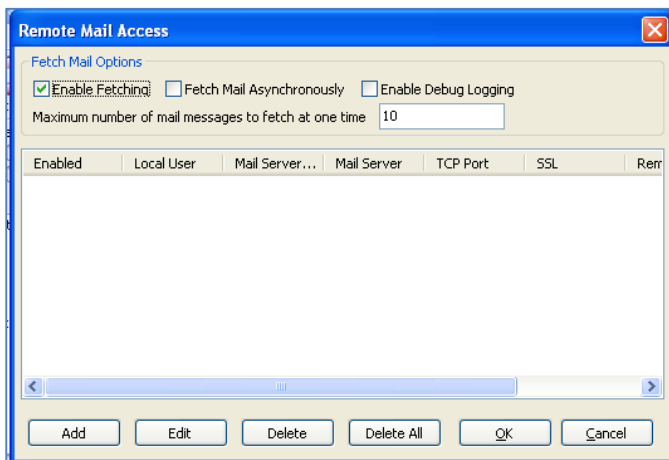 Remote Mail Access
Fetch Mail Options
Enable Fetching Fetch Mail Asynchronously Enable Debug Logging
Maximum number of mail messages to fetch at one time 10
Enabled Local User Mail Server... Mail Server TCP Port SSL Rem
Add Edit Delete Delete All OK Cancel